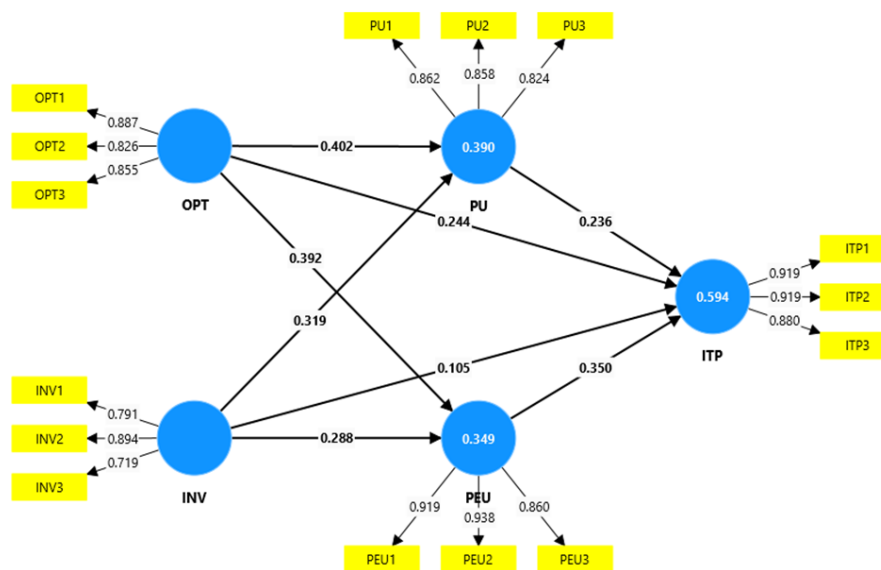 PU1
PU2
PU3
0.862
0.858
0.824
OPT1
OPT2
OPT3
0.887
0.826
0.855
OPT
0.402
0.390
PU
0.244
0.236
0.392
0.319
0.594
ITP
0.919
0.919
0.880
ITP1
ITP2
ITP3
0.105
0.350
INV1
INV2
INV3
0.791
0.894
0.719
INV
0.288
0.349
PEU
0.919
0.938
0.860
PEU1
PEU2
PEU3